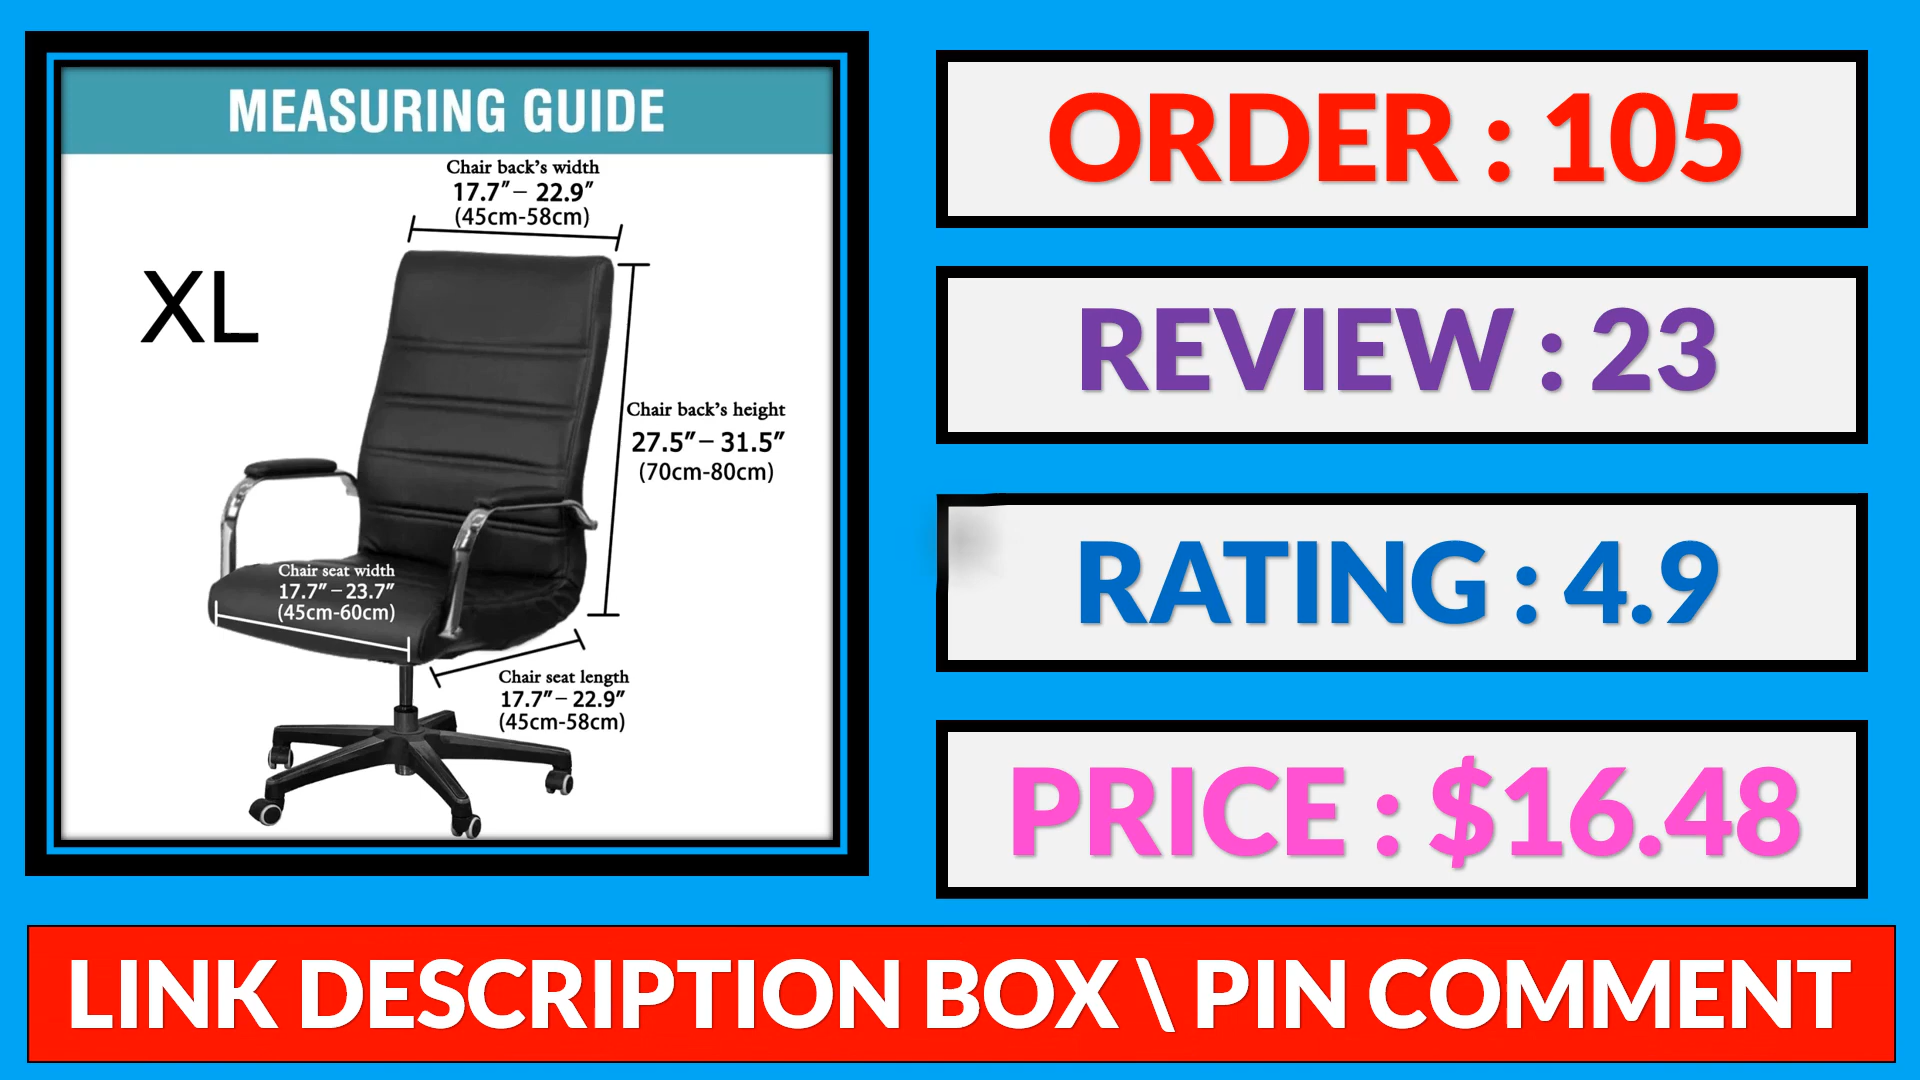 MEASURING GUIDE
Chair back's width
17.7″– 22.9″
(45cm-58cm)
XL
Chair back's height
27.5″– 31.5″
(70cm-80cm)
Chair seat width
17.7″–23.7″
(45cm-60cm)
Chair seat length
17.7″– 22.9″
(45cm-58cm)
ORDER : 105
REVIEW : 23
RATING : 4.9
PRICE : $16.48
LINK DESCRIPTION BOX \ PIN COMMENT